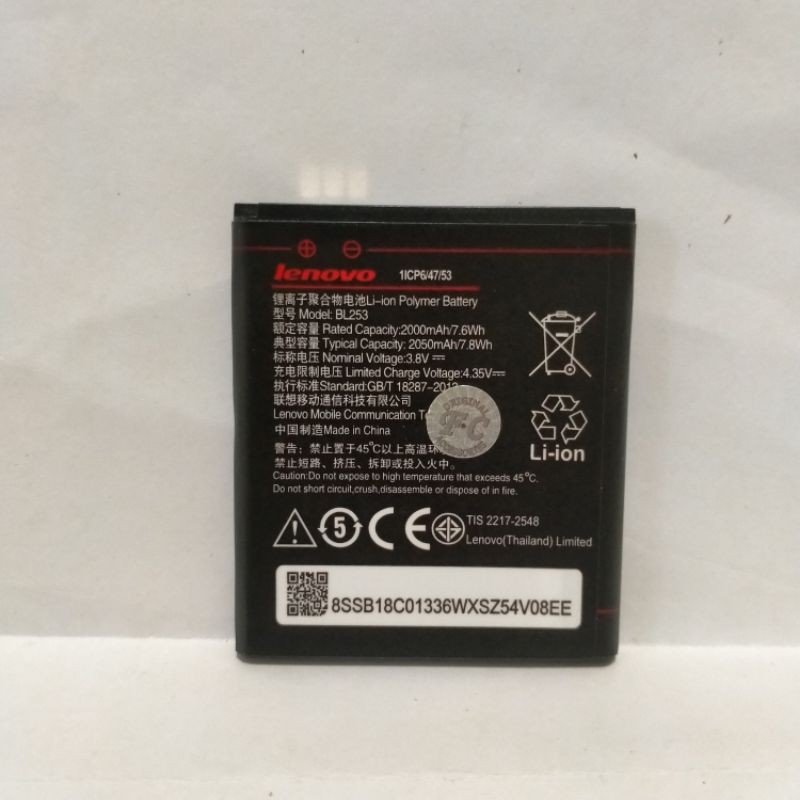 lenovo 1ICP6/47/53
锂离子聚合物电池Li-ion Polymer Battery
型号 Model: BL253
额定容量 Rated Capacity:2000mAh/7.6Wh
典型容量 Typical Capacity: 2050mAh/7.8Wh
标称电压 Nominal Voltage:3.8V
充电限制电压 Limited Charge Voltage:4.35V
执行标准Standard:GB/T 18287-2013
联想移动通信科技有限公司
Lenovo Mobile Communication
中国制造Made in China
ORIGINAL
FC
警告: 禁止置于45℃以上高温环
禁止短路、挤压、拆卸或投入火中。
Caution:Do not expose to high temperature that exceeds 45℃.
Do not short circuit,crush,disassemble or dispose of in fire.
Li-ion
5 CE
TIS 2217-2548
Lenovo(Thailand) Limited
8SSB18C01336WXSZ54V08EE